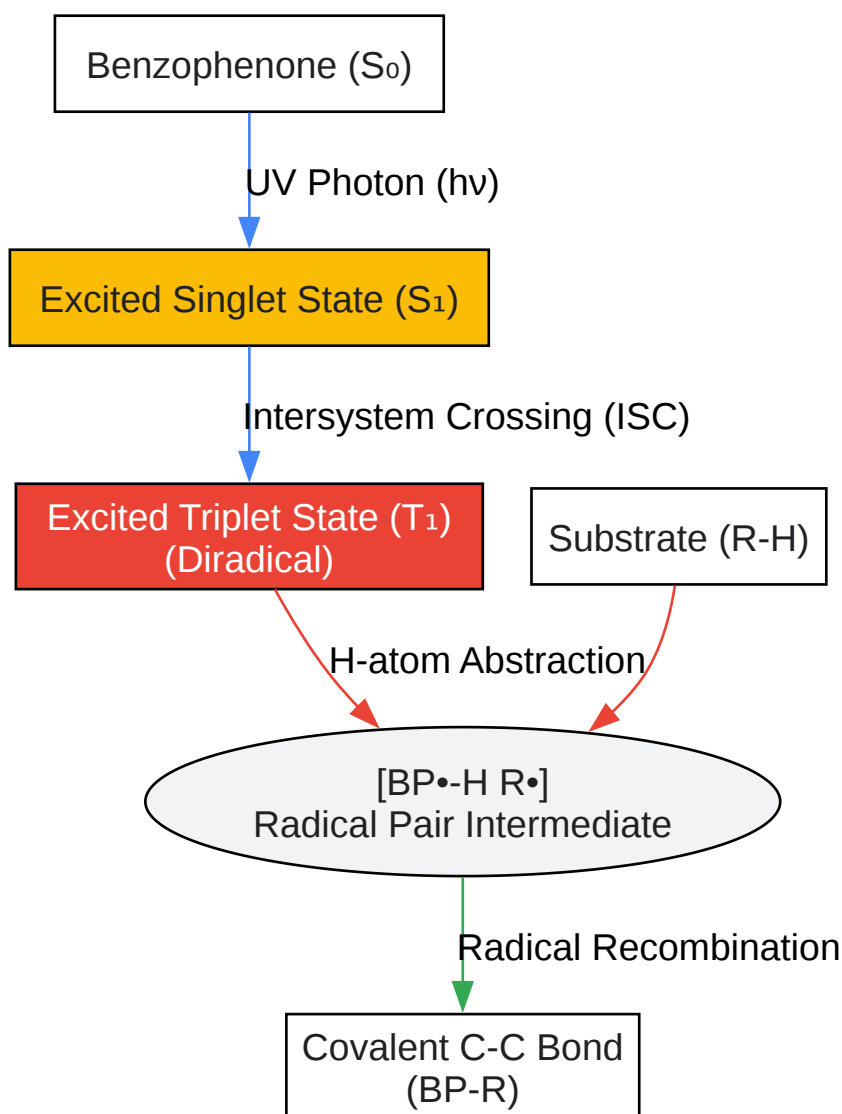 Benzophenone (S₀)
UV Photon (hν)
Excited Singlet State (S₁)
Intersystem Crossing (ISC)
Excited Triplet State (T₁)
(Diradical)
Substrate (R-H)
H-atom Abstraction
[BP•-H R•]
Radical Pair Intermediate
Radical Recombination
Covalent C-C Bond
(BP-R)